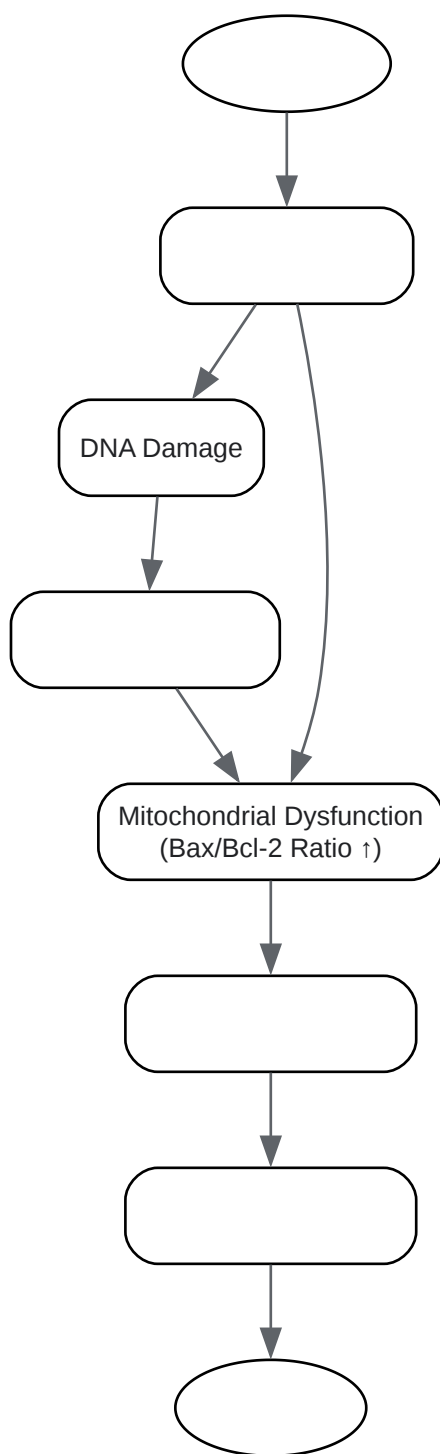 DNA Damage
Mitochondrial Dysfunction
(Bax/Bcl-2 Ratio ↑)